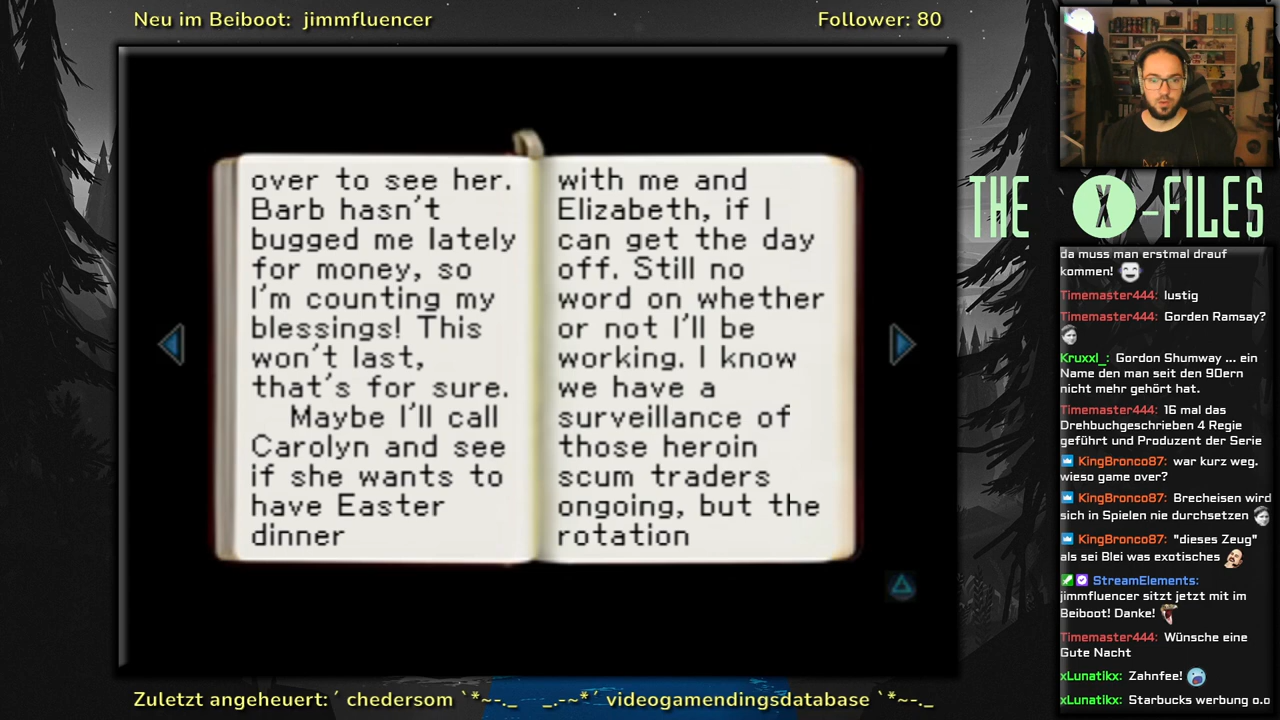 Neu im Beiboot: jimmfluencer
Follower: 80
over to see her.
Barb hasn't
bugged me lately
for money, so
I'm counting my
blessings! This
won't last,
that's for sure.
Maybe I'll call
Carolyn and see
if she wants to
have Easter
dinner
with me and
Elizabeth, if I
can get the day
off. Still no
word on whether
or not I'll be
working. I know
we have a
surveillance of
those heroin
scum traders
ongoing, but the
rotation
THE X-FILES
da muss man erstmal drauf
kommen!
Timemaster444: lustig
Timemaster444: Gorden Ramsay?
Kruxxl_: Gordon Shumway ... ein
Name den man seit den 90ern
nicht mehr gehört hat.
Timemaster444: 16 mal das
Drehbuchgeschrieben 4 Regie
geführt und Produzent der Serie
KingBronco87: war kurz weg.
wieso game over?
KingBronco87: Brecheisen wird
sich in Spielen nie durchsetzen
KingBronco87: "dieses Zeug"
als sei Blei was exotisches
StreamElements:
jimmfluencer sitzt jetzt mit im
Beiboot! Danke!
Timemaster444: Wünsche eine
Gute Nacht
xLunatikx: Zahnfee!
xLunatikx: Starbucks werbung o.o
Zuletzt angeheuert: ´ chedersom `*~-._ _.-~*´ videogamendingsdatabase `*~-._